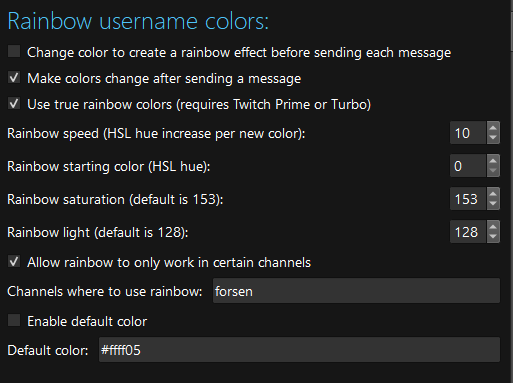 Rainbow username colors:
Change color to create a rainbow effect before sending each message
Make colors change after sending a message
Use true rainbow colors (requires Twitch Prime or Turbo)
Rainbow speed (HSL hue increase per new color): 10
Rainbow starting color (HSL hue): 0
Rainbow saturation (default is 153): 153
Rainbow light (default is 128): 128
Allow rainbow to only work in certain channels
Channels where to use rainbow: forsen
Enable default color
Default color: #ffff05